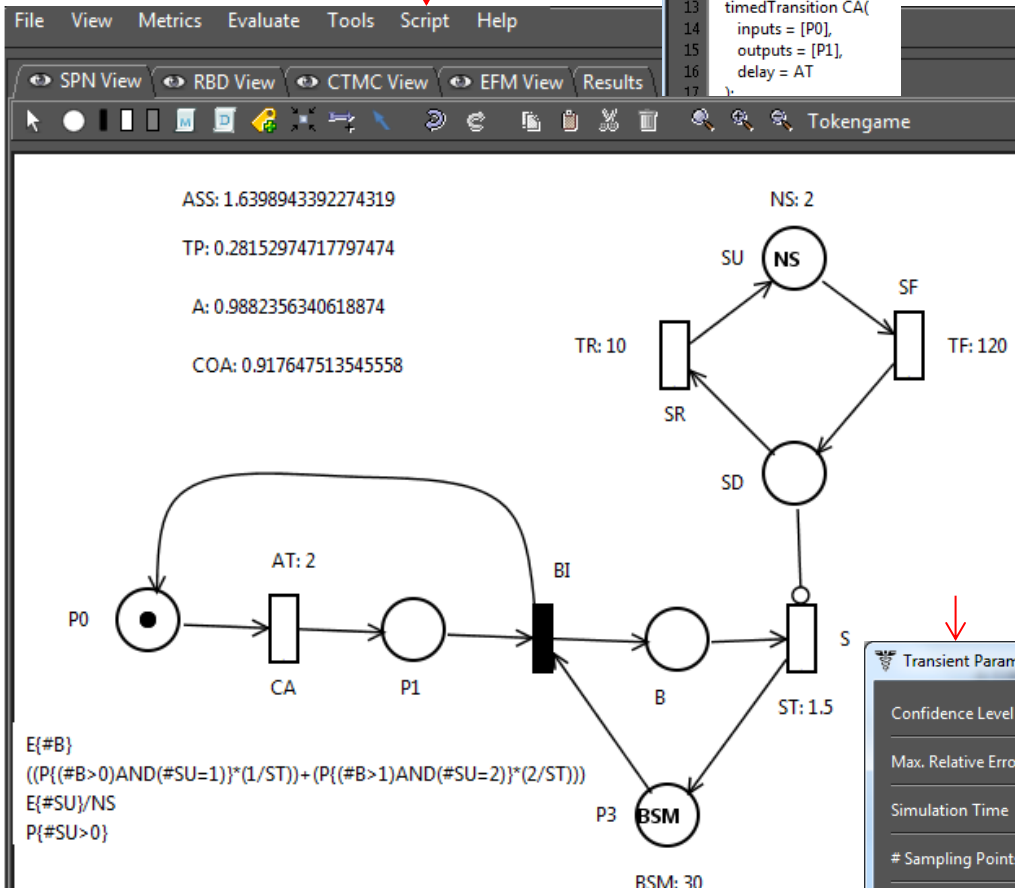 13 timedTransition CA(
14 inputs = [P0],
15 outputs = [P1],
16 delay = AT
17 );
File View Metrics Evaluate Tools Script Help
SPN View RBD View CTMC View EFM View Results
M D Tokengame
ASS: 1.6398943392274319
NS: 2
TP: 0.28152974717797474
SU NS
SF
A: 0.9882356340618874
TR: 10
TF: 120
COA: 0.917647513545558
SR
SD
AT: 2
BI
P0
S
CA
P1
B
ST: 1.5
Transient Param
Confidence Level
E{#B}
((P{(#B>0)AND(#SU=1)}*(1/ST))+(P{(#B>1)AND(#SU=2)}*(2/ST)))
Max. Relative Erro
E{#SU}/NS
P{#SU>0}
P3 BSM
Simulation Time
# Sampling Points
BSM: 30